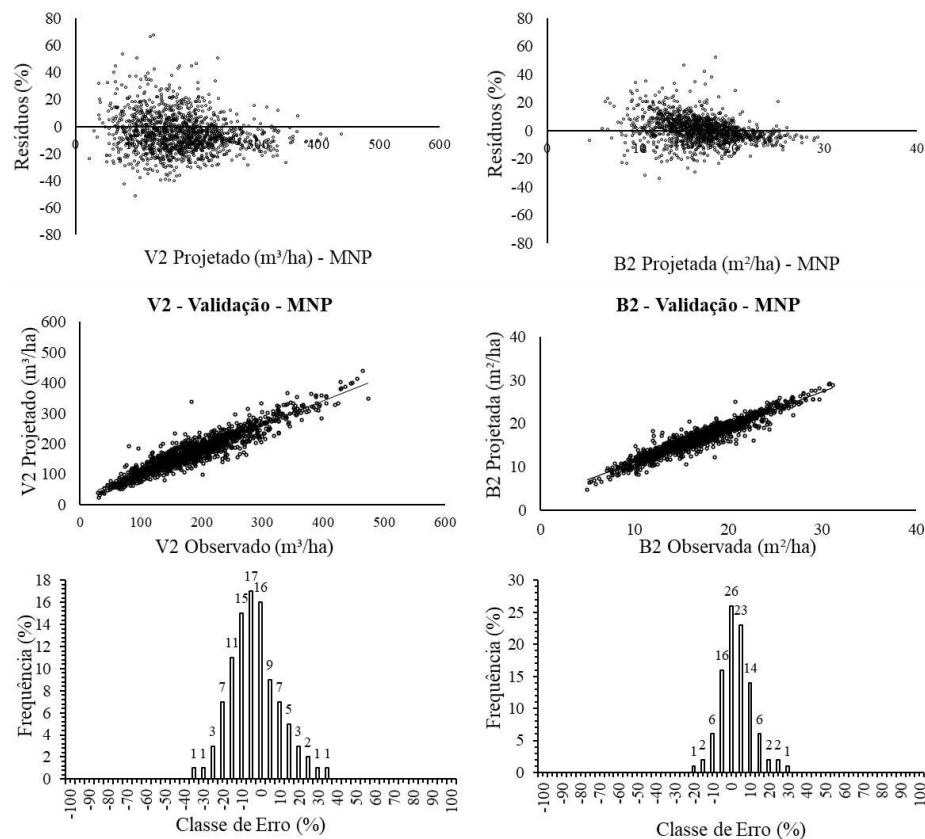 80
60
40
20
0
-20
-40
-60
-80
Resíduos (%)
0 100 200 300 400 500 600
V2 Projetado (m³/ha) - MNP
80
60
40
20
0
-20
-40
-60
-80
Resíduos (%)
0 10 20 30 40
B2 Projetada (m²/ha) - MNP
V2 - Validação - MNP
600
500
400
300
200
100
0
V2 Projetado (m³/ha)
0 100 200 300 400 500 600
V2 Observado (m³/ha)
B2 - Validação - MNP
40
30
20
10
0
B2 Projetada (m²/ha)
0 10 20 30 40
B2 Observada (m²/ha)
18
16
14
12
10
8
6
4
2
0
Frequência (%)
1 1 3 7 11 15 17 16 9 7 5 3 2 1 1
-100 -90 -80 -70 -60 -50 -40 -30 -20 -10 0 10 20 30 40 50 60 70 80 90 100
Classe de Erro (%)
30
25
20
15
10
5
0
Frequência (%)
1 2 6 16 26 23 14 6 2 2 1
-100 -90 -80 -70 -60 -50 -40 -30 -20 -10 0 10 20 30 40 50 60 70 80 90 100
Classe de Erro (%)